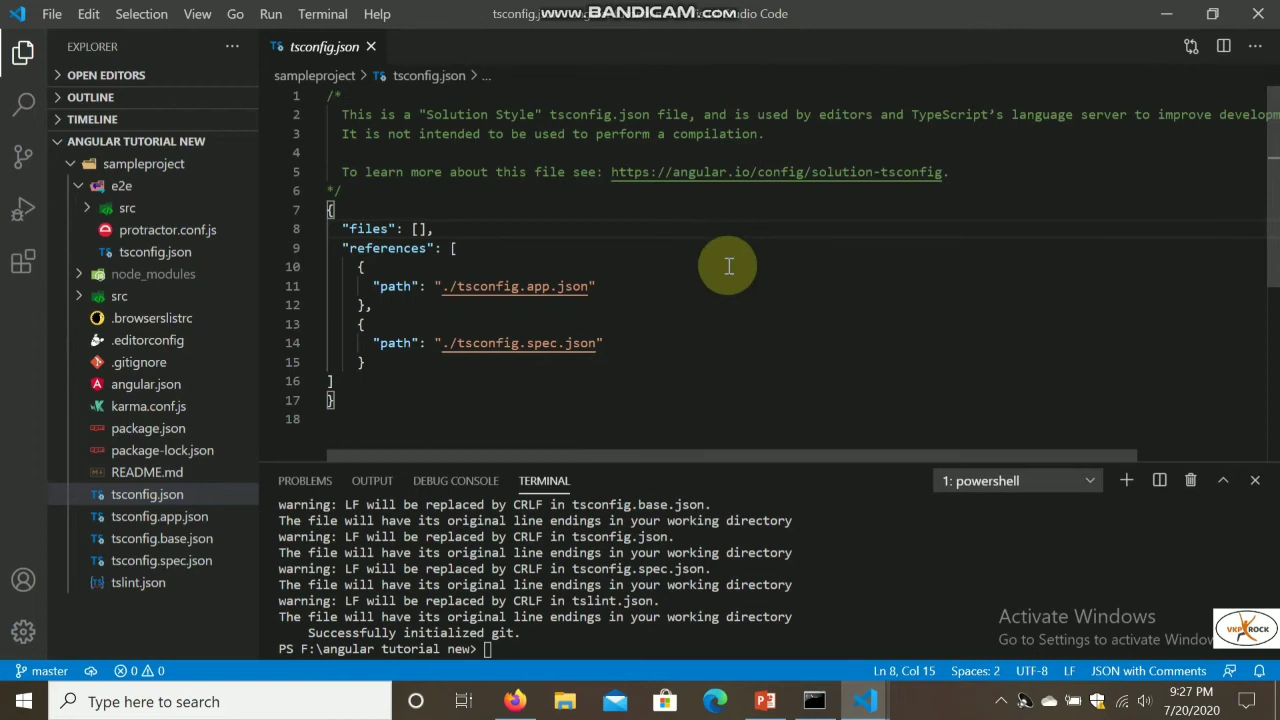 File Edit Selection View Go Run Terminal Help
www.BANDICAM.com
EXPLORER
OPEN EDITORS
OUTLINE
TIMELINE
ANGULAR TUTORIAL NEW
sampleproject
e2e
src
protractor.conf.js
tsconfig.json
node_modules
src
.browserslistrc
.editorconfig
.gitignore
angular.json
karma.conf.js
package.json
package-lock.json
README.md
tsconfig.json
tsconfig.app.json
tsconfig.base.json
tsconfig.spec.json
tslint.json
tsconfig.json
sampleproject > tsconfig.json > ...
1 /*
2 This is a "Solution Style" tsconfig.json file, and is used by editors and TypeScript's language server to improve developm
3 It is not intended to be used to perform a compilation.
4
5 To learn more about this file see: https://angular.io/config/solution-tsconfig.
6 */
7 {
8 "files": [],
9 "references": [
10 {
11 "path": "./tsconfig.app.json"
12 },
13 {
14 "path": "./tsconfig.spec.json"
15 }
16 ]
17 }
18
PROBLEMS OUTPUT DEBUG CONSOLE TERMINAL
1: powershell
warning: LF will be replaced by CRLF in tsconfig.base.json.
The file will have its original line endings in your working directory
warning: LF will be replaced by CRLF in tsconfig.json.
The file will have its original line endings in your working directory
warning: LF will be replaced by CRLF in tsconfig.spec.json.
The file will have its original line endings in your working directory
warning: LF will be replaced by CRLF in tslint.json.
The file will have its original line endings in your working directory
Successfully initialized git.
PS F:\angular tutorial new>
Activate Windows
Go to Settings to activate Window
VKP ROCK
master 0 0
Ln 8, Col 15 Spaces: 2 UTF-8 LF JSON with Comments
Type here to search
9:27 PM
7/20/2020